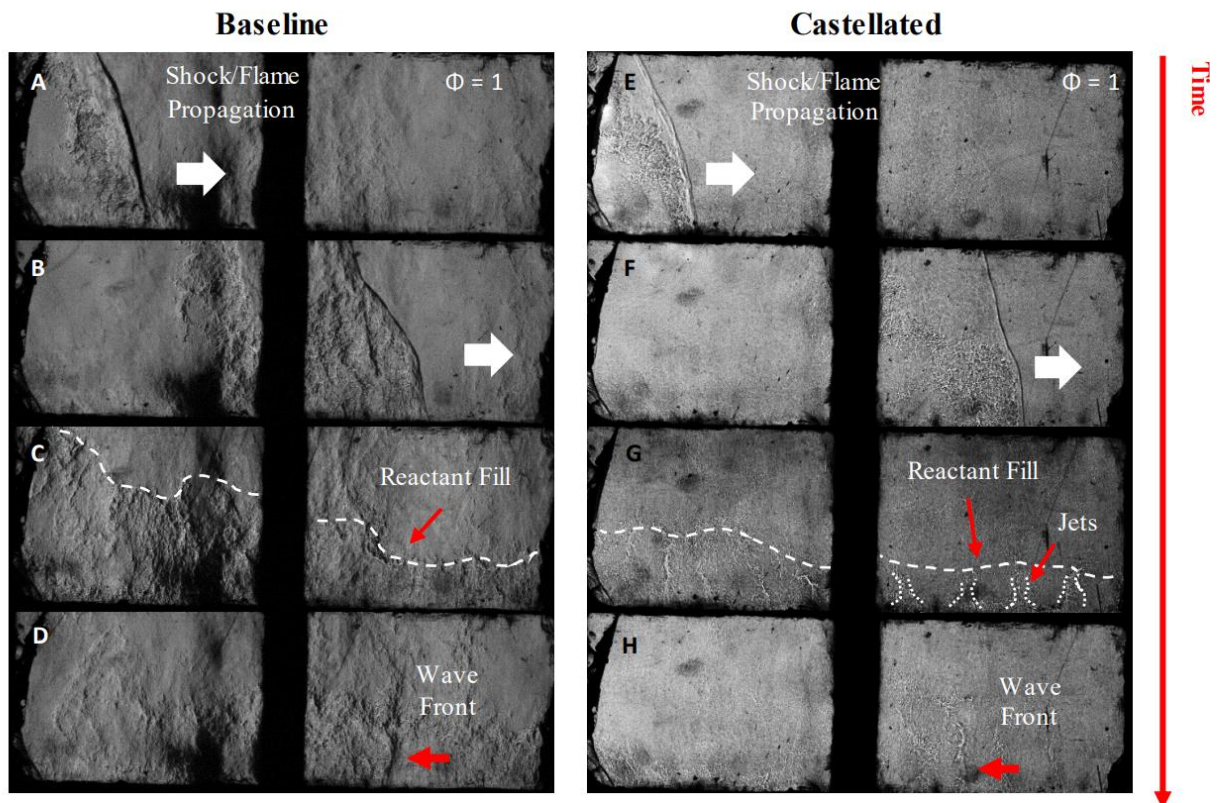 Baseline
Castellated
Time
A
Shock/Flame
Propagation
Φ = 1
E
Shock/Flame
Propagation
Φ = 1
B
F
C
Reactant Fill
G
Reactant Fill
Jets
D
Wave
Front
H
Wave
Front